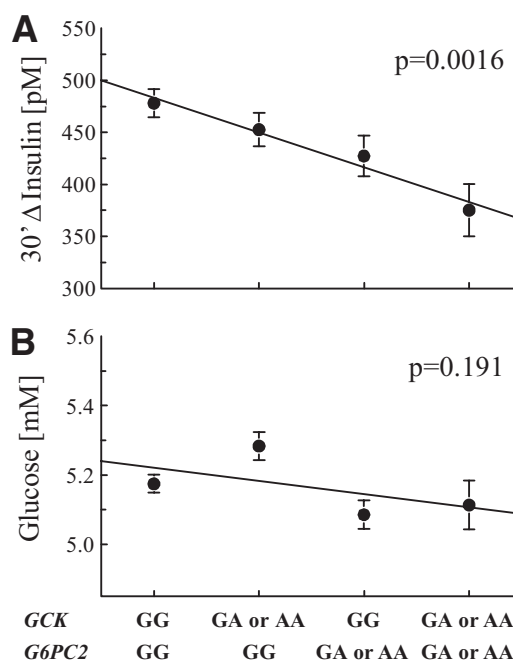 A
550
500
450
400
350
300
30’ Δ Insulin [pM]
p=0.0016
B
5.6
5.4
5.2
5.0
Glucose [mM]
p=0.191
GCK GG GA or AA GG GA or AA
G6PC2 GG GG GA or AA GA or AA